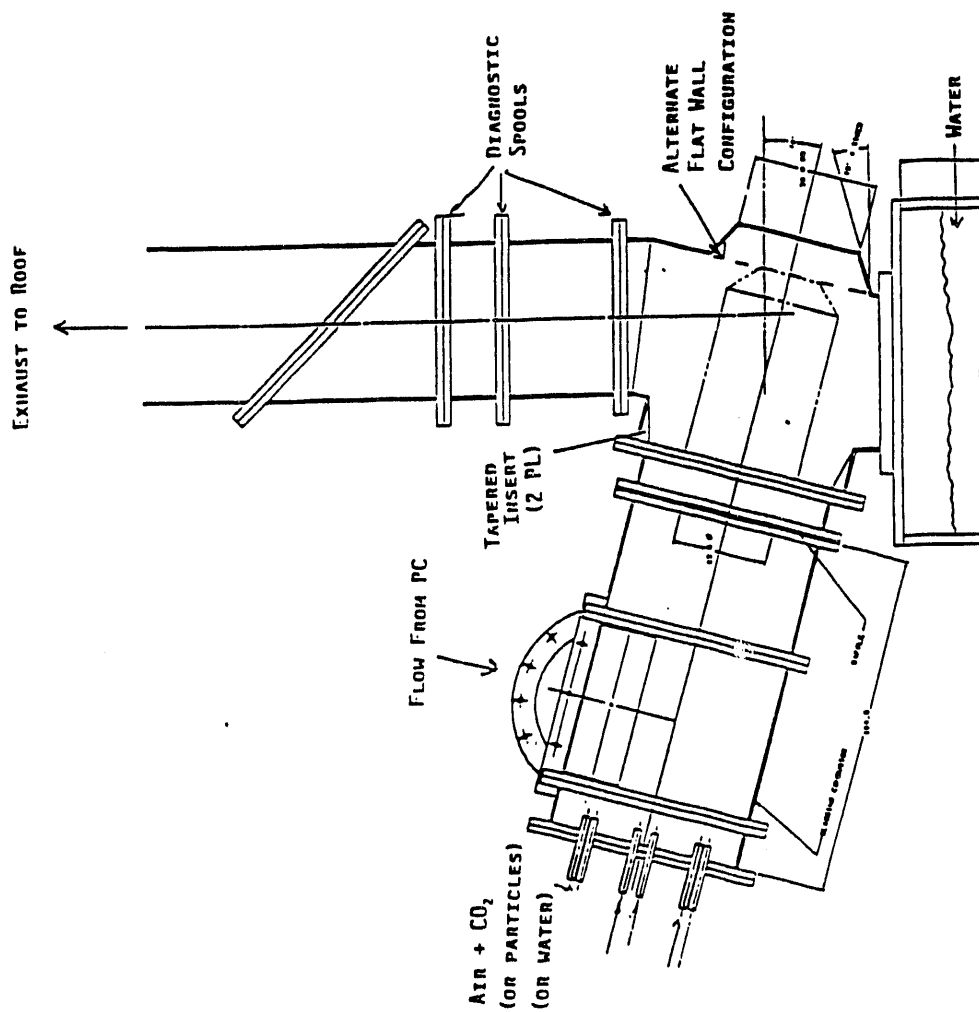 EXHAUST TO ROOF
DIAGNOSTIC
SPOOLS
ALTERNATE
FLAT WALL
CONFIGURATION
WATER
TAPERED
INSERT
(2 PL)
FLOW FROM PC
AIR + CO₂
(OR PARTICLES)
(OR WATER)